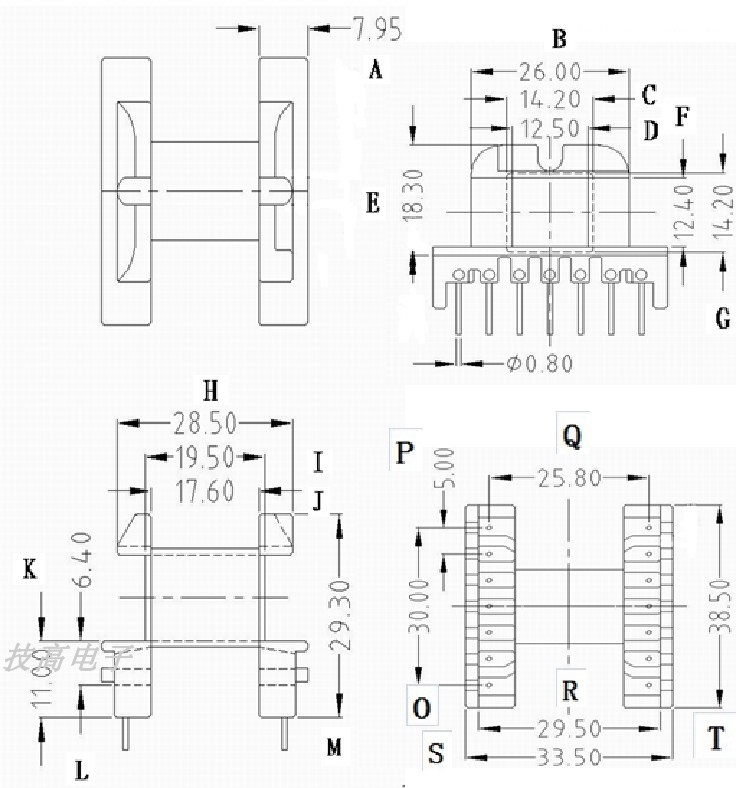 7.95
A
B
26.00
14.20
C
12.50
D
F
E
18.30
12.40
14.20
G
Ø0.80
H
28.50
19.50
I
17.60
J
K
6.40
29.30
技高电子
11.00
L
M
P
Q
5.00
25.80
30.00
38.50
O
R
29.50
S
T
33.50